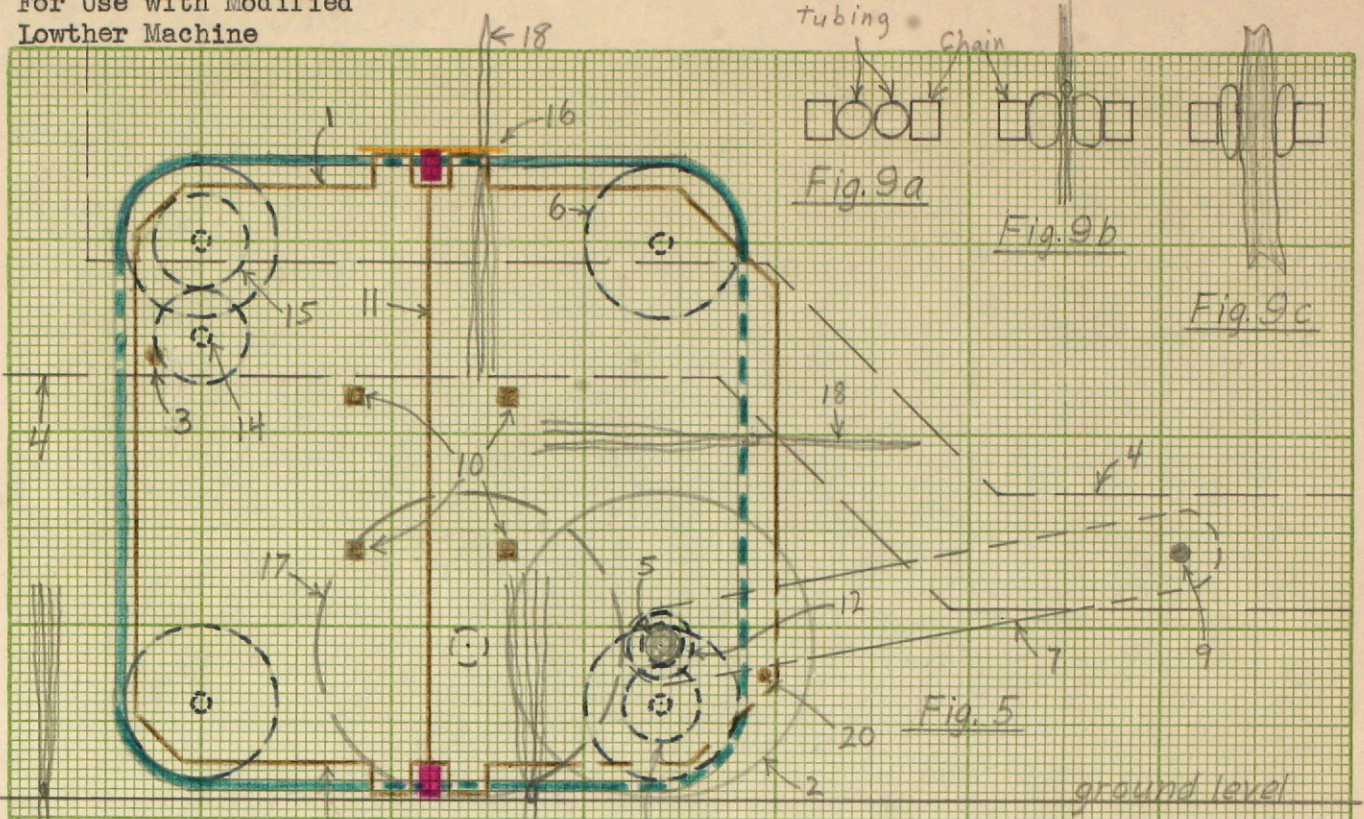 For Use with Modified
Lowther Machine
tubing
chain
18
1
16
Fig. 9a
Fig. 9b
Fig. 9c
6
11
15
3
14
4
18
10
4
17
5
12
7
9
20
Fig. 5
2
ground level